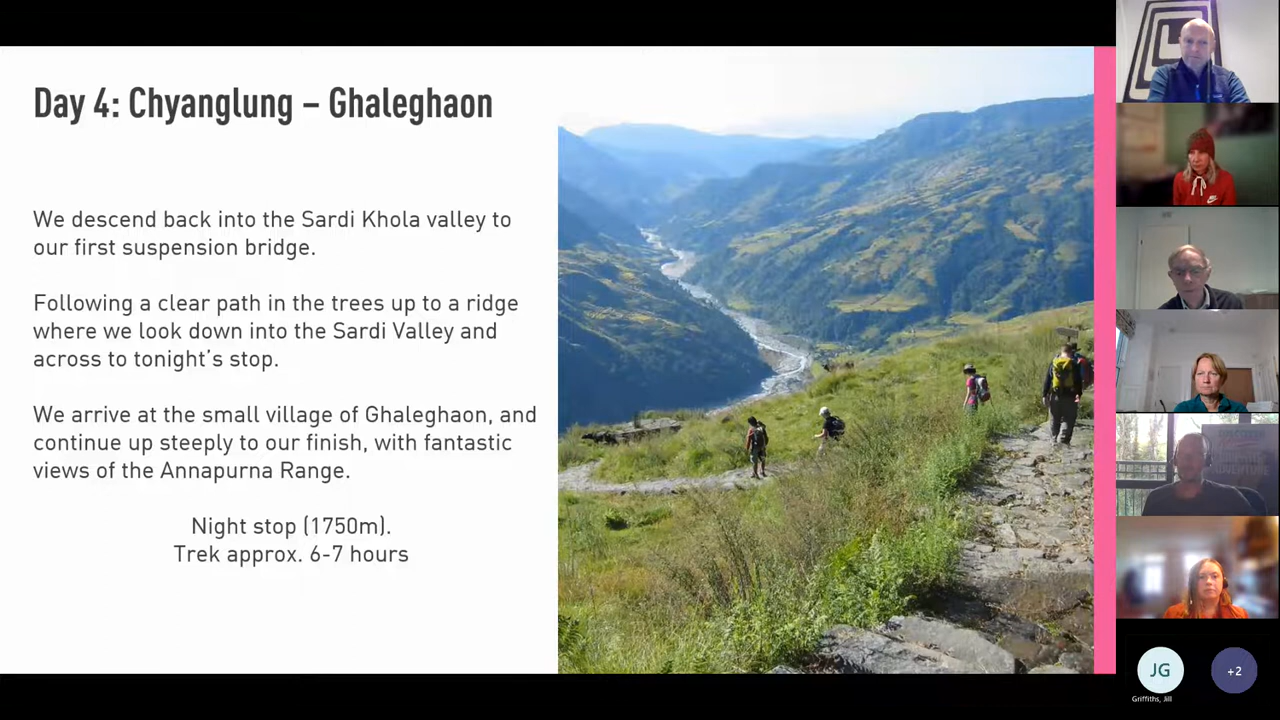 Day 4: Chyanglung – Ghaleghaon
We descend back into the Sardi Khola valley to
our first suspension bridge.
Following a clear path in the trees up to a ridge
where we look down into the Sardi Valley and
across to tonight’s stop.
We arrive at the small village of Ghaleghaon, and
continue up steeply to our finish, with fantastic
views of the Annapurna Range.
Night stop (1750m).
Trek approx. 6-7 hours
JG
+2
Griffiths, Jill